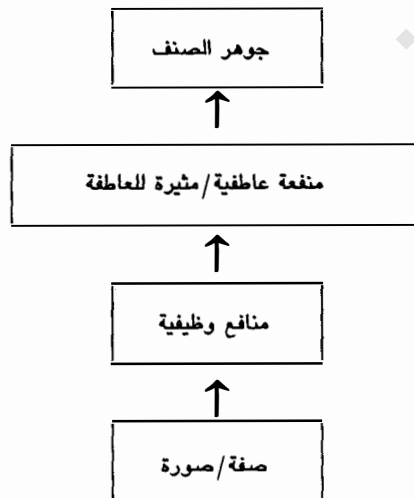 جوهر الصنف
منفعة عاطفية/مثيرة للعاطفة
منافع وظيفية
صفة/صورة